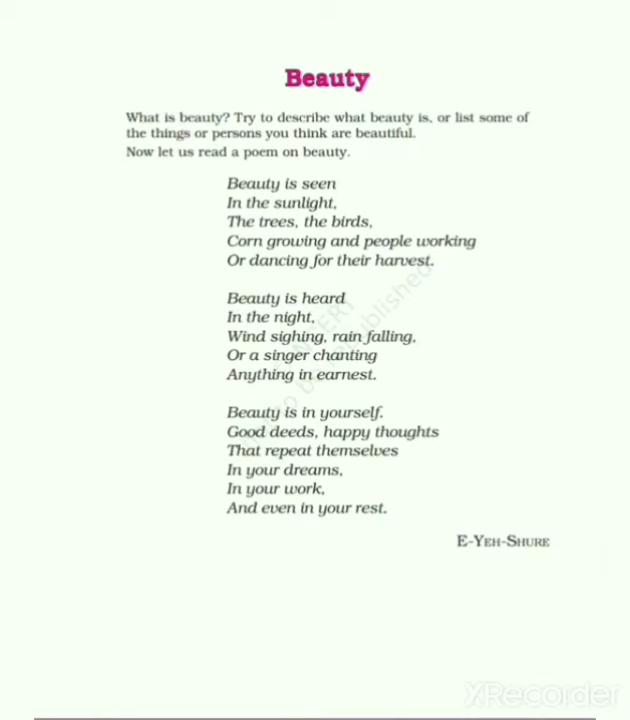 Beauty
What is beauty? Try to describe what beauty is, or list some of
the things or persons you think are beautiful.
Now let us read a poem on beauty.
Beauty is seen
In the sunlight,
The trees, the birds,
Corn growing and people working
Or dancing for their harvest.
Beauty is heard
In the night,
Wind sighing, rain falling,
Or a singer chanting
Anything in earnest.
Beauty is in yourself.
Good deeds, happy thoughts
That repeat themselves
In your dreams,
In your work,
And even in your rest.
E-YEH-SHURE
XRecorder